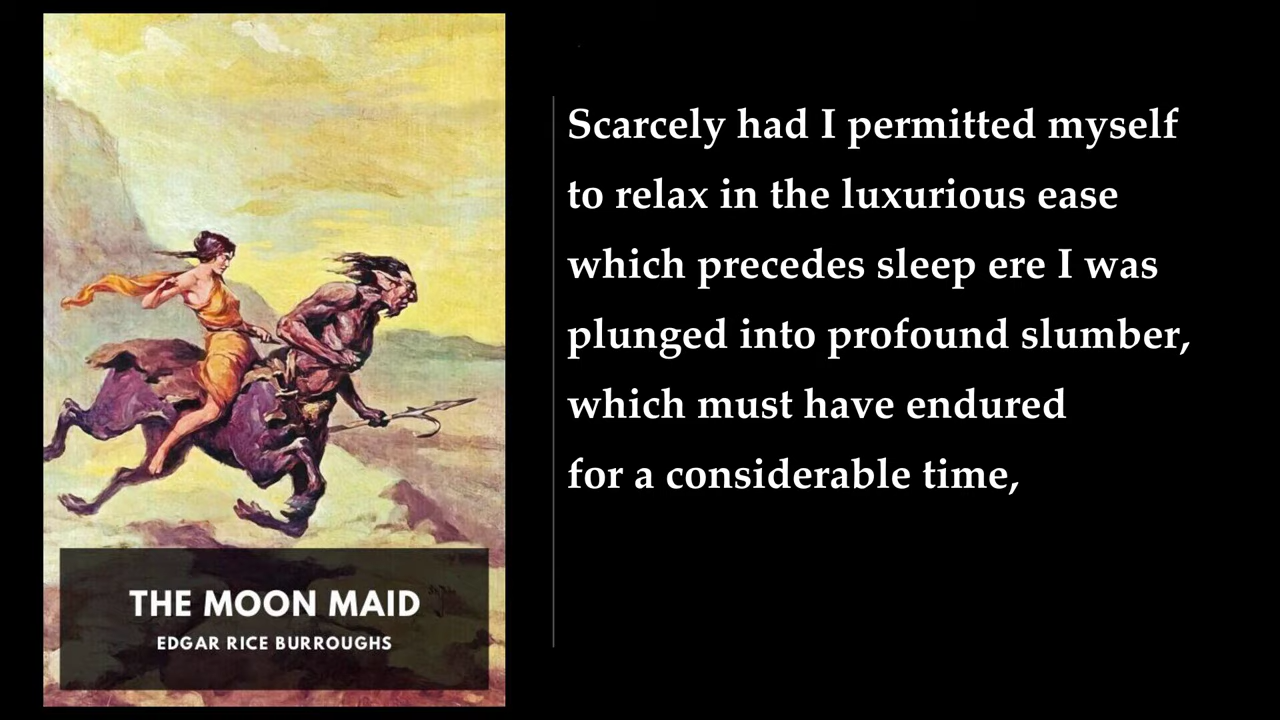 THE MOON MAID
EDGAR RICE BURROUGHS
Scarcely had I permitted myself
to relax in the luxurious ease
which precedes sleep ere I was
plunged into profound slumber,
which must have endured
for a considerable time,